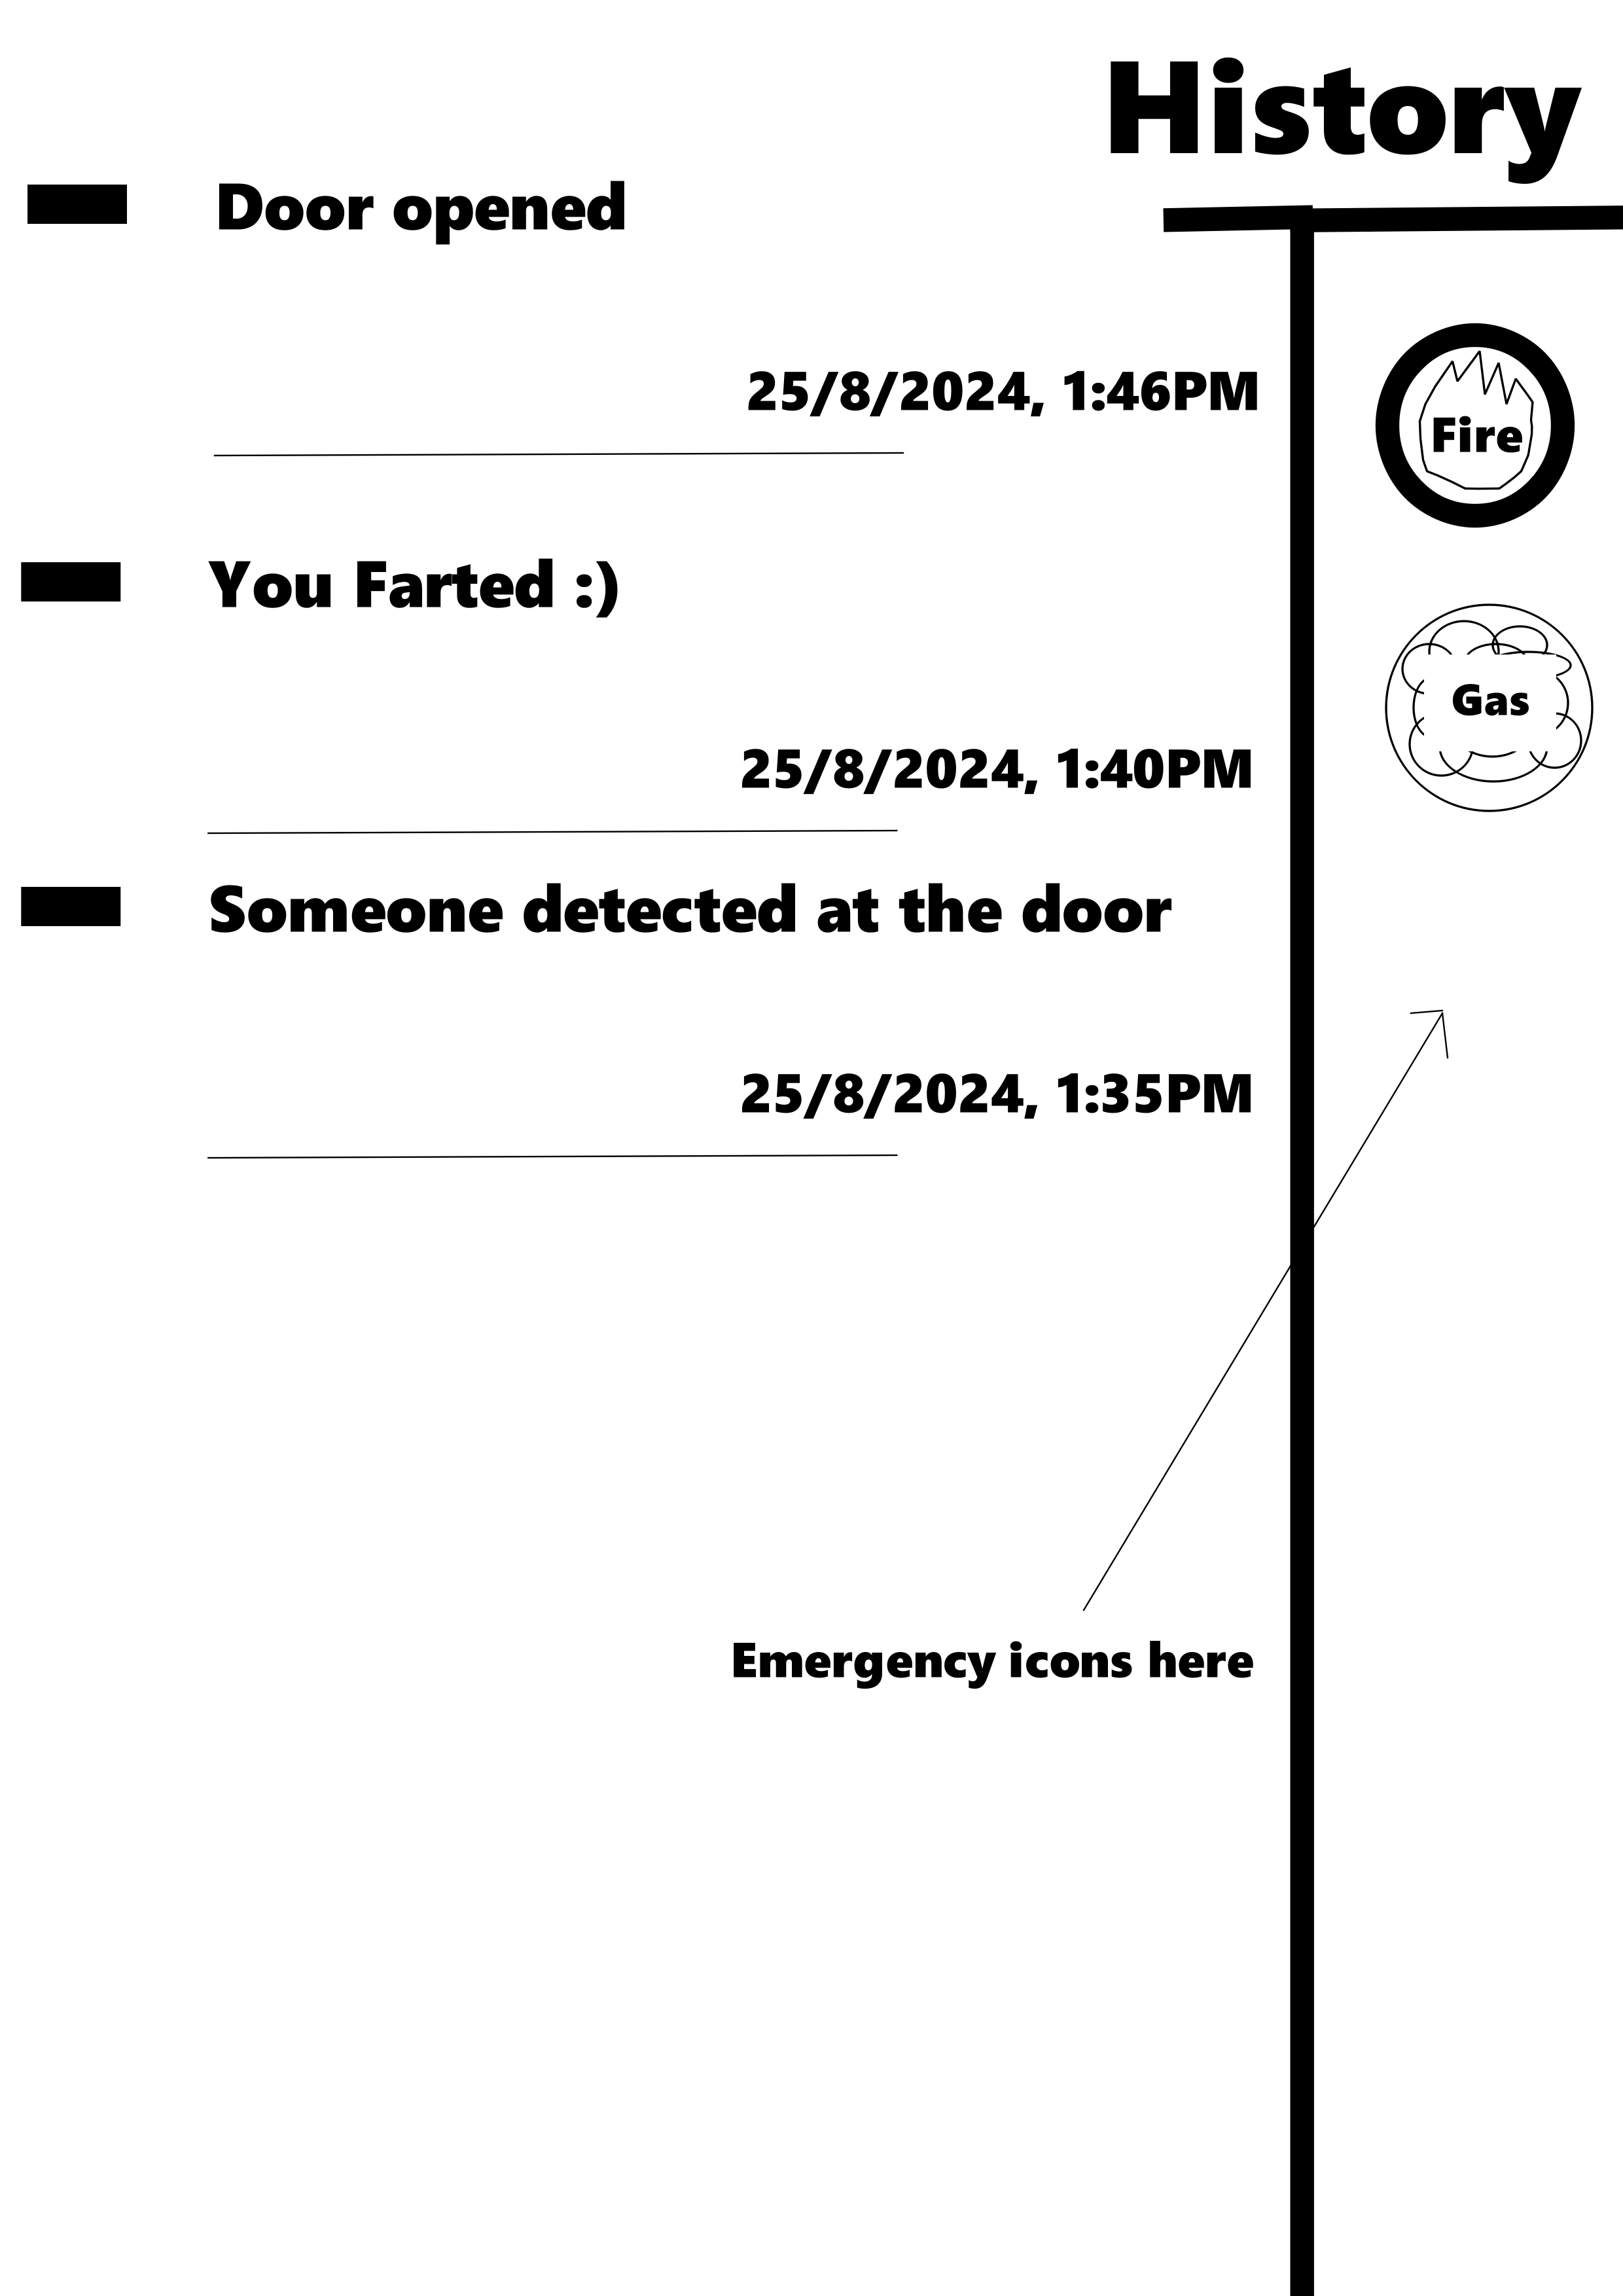 History
Door opened
25/8/2024, 1:46PM
Fire
You Farted :)
Gas
25/8/2024, 1:40PM
Someone detected at the door
25/8/2024, 1:35PM
Emergency icons here